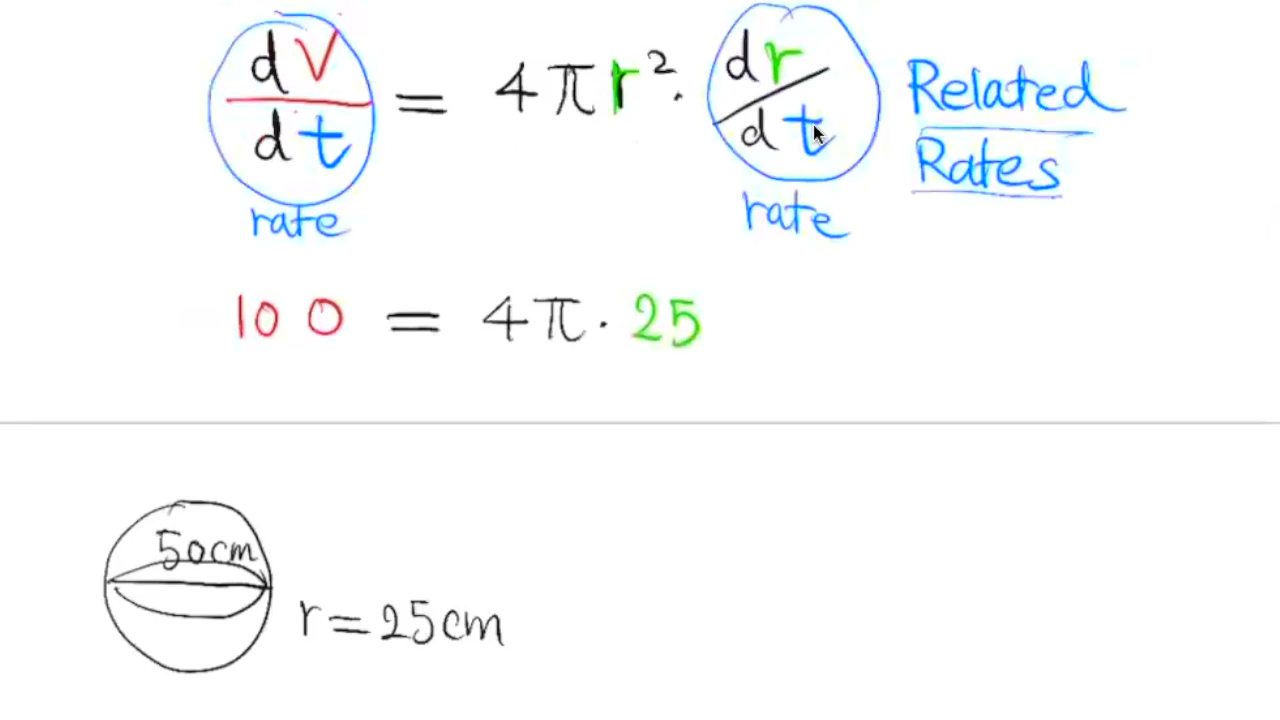 dV/dt = 4πr²· dr/dt Related Rates
rate rate
100 = 4π·25
50cm
r=25cm